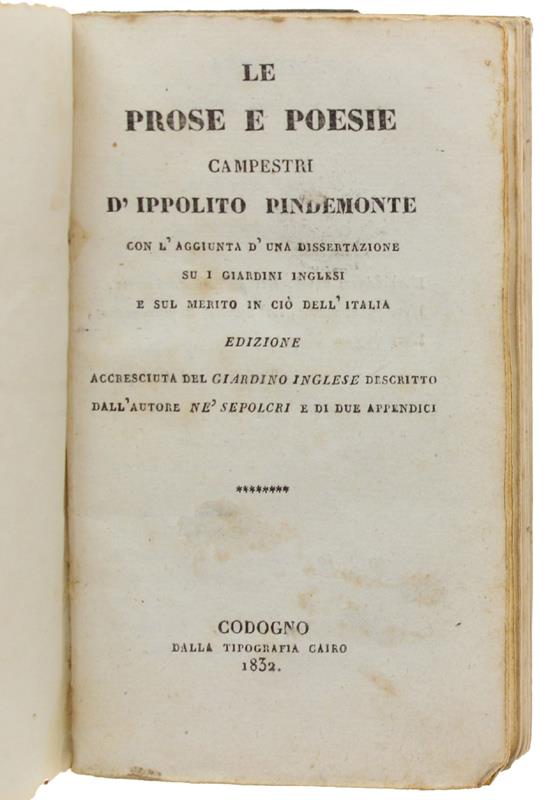 LE
PROSE E POESIE
CAMPESTRI
D' IPPOLITO PINDEMONTE
CON L' AGGIUNTA D' UNA DISSERTAZIONE
SU I GIARDINI INGLESI
E SUL MERITO IN CIÒ DELL' ITALIA
EDIZIONE
ACCRESCIUTA DEL GIARDINO INGLESE DESCRITTO
DALL'AUTORE NE' SEPOLCRI E DI DUE APPENDICI
********
CODOGNO
DALLA TIPOGRAFIA CAIRO
1832.